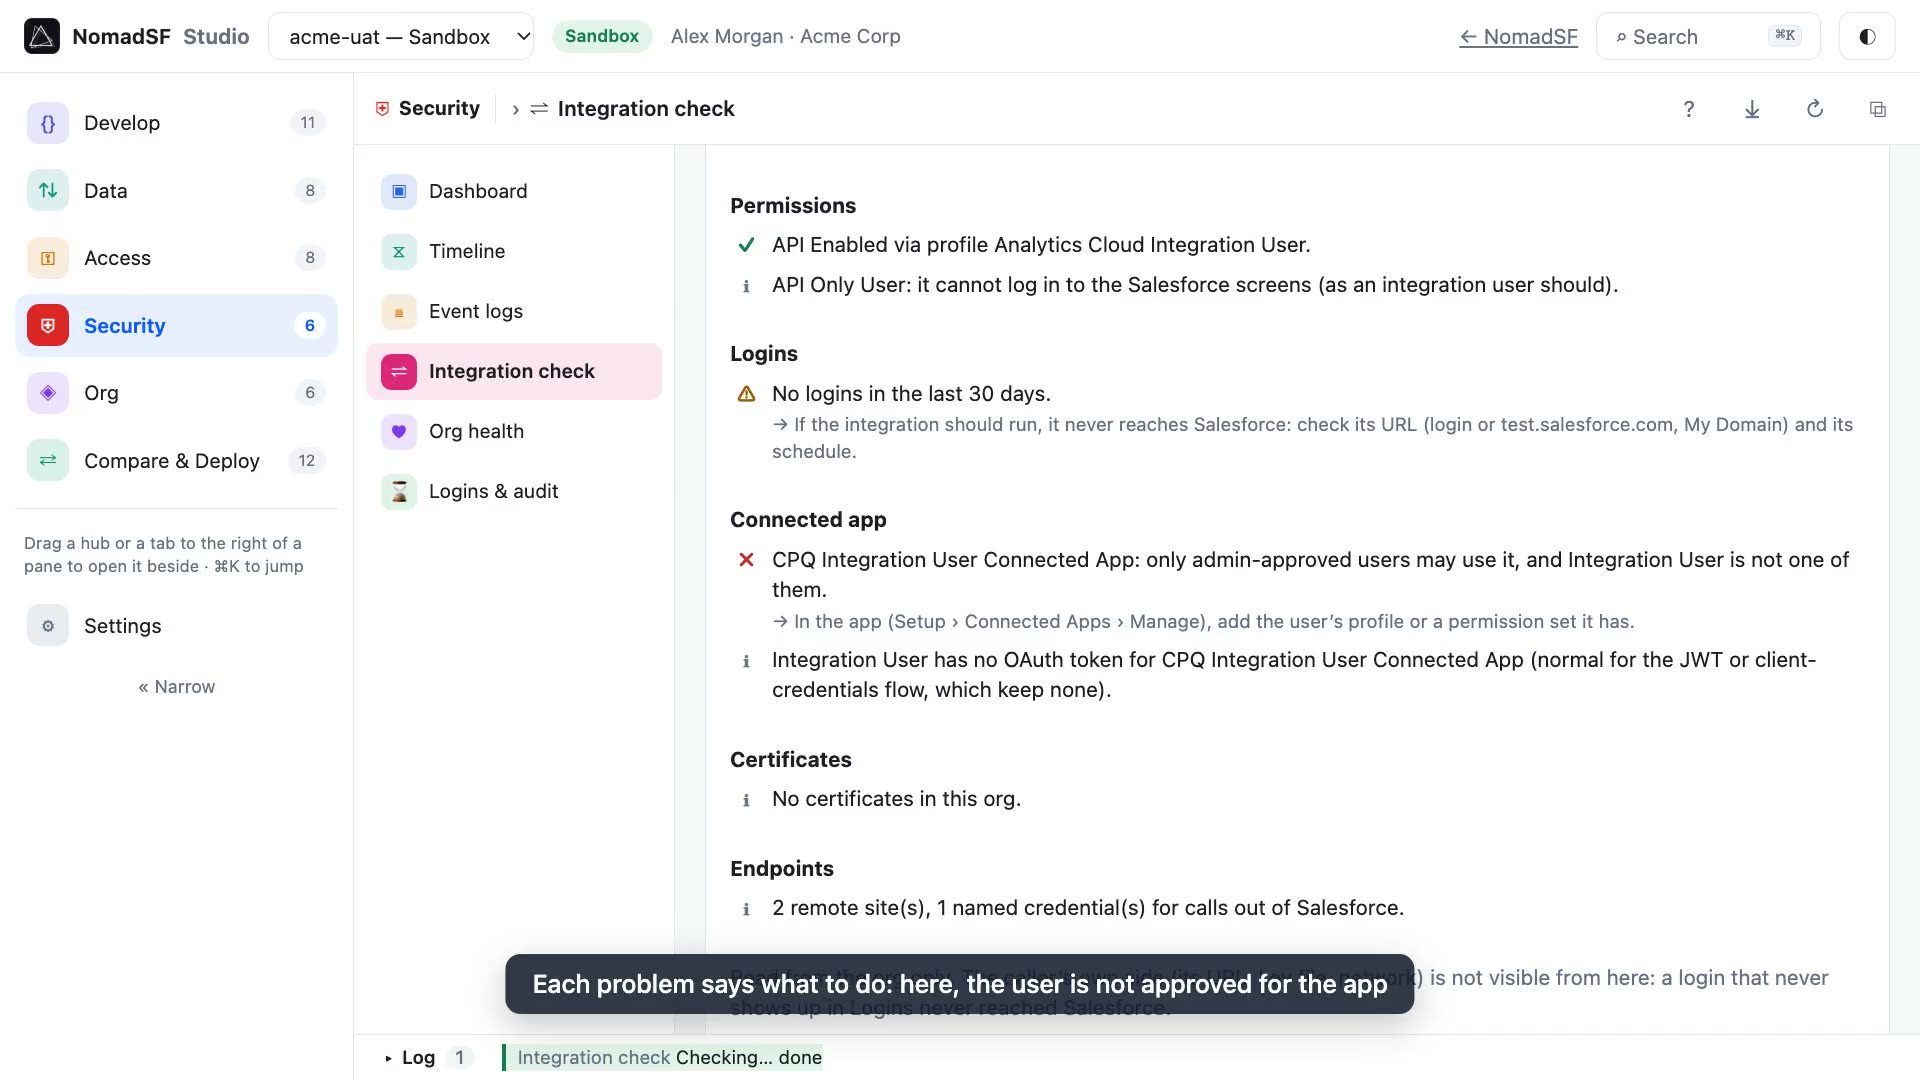 NomadSF Studio
acme-uat — Sandbox
Sandbox
Alex Morgan · Acme Corp
← NomadSF
Search
⌘K
Develop 11
Data 8
Access 8
Security 6
Org 6
Compare & Deploy 12
Drag a hub or a tab to the right of a
pane to open it beside · ⌘K to jump
Settings
« Narrow
Security › Integration check
?
Dashboard
Timeline
Event logs
Integration check
Org health
Logins & audit
Permissions
API Enabled via profile Analytics Cloud Integration User.
API Only User: it cannot log in to the Salesforce screens (as an integration user should).
Logins
No logins in the last 30 days.
→ If the integration should run, it never reaches Salesforce: check its URL (login or test.salesforce.com, My Domain) and its
schedule.
Connected app
CPQ Integration User Connected App: only admin-approved users may use it, and Integration User is not one of
them.
→ In the app (Setup › Connected Apps › Manage), add the user’s profile or a permission set it has.
Integration User has no OAuth token for CPQ Integration User Connected App (normal for the JWT or client-
credentials flow, which keep none).
Certificates
No certificates in this org.
Endpoints
2 remote site(s), 1 named credential(s) for calls out of Salesforce.
is not visible from here: a login that never
shows up in Logins never reached Salesforce.
Each problem says what to do: here, the user is not approved for the app
Log 1
Integration check Checking… done